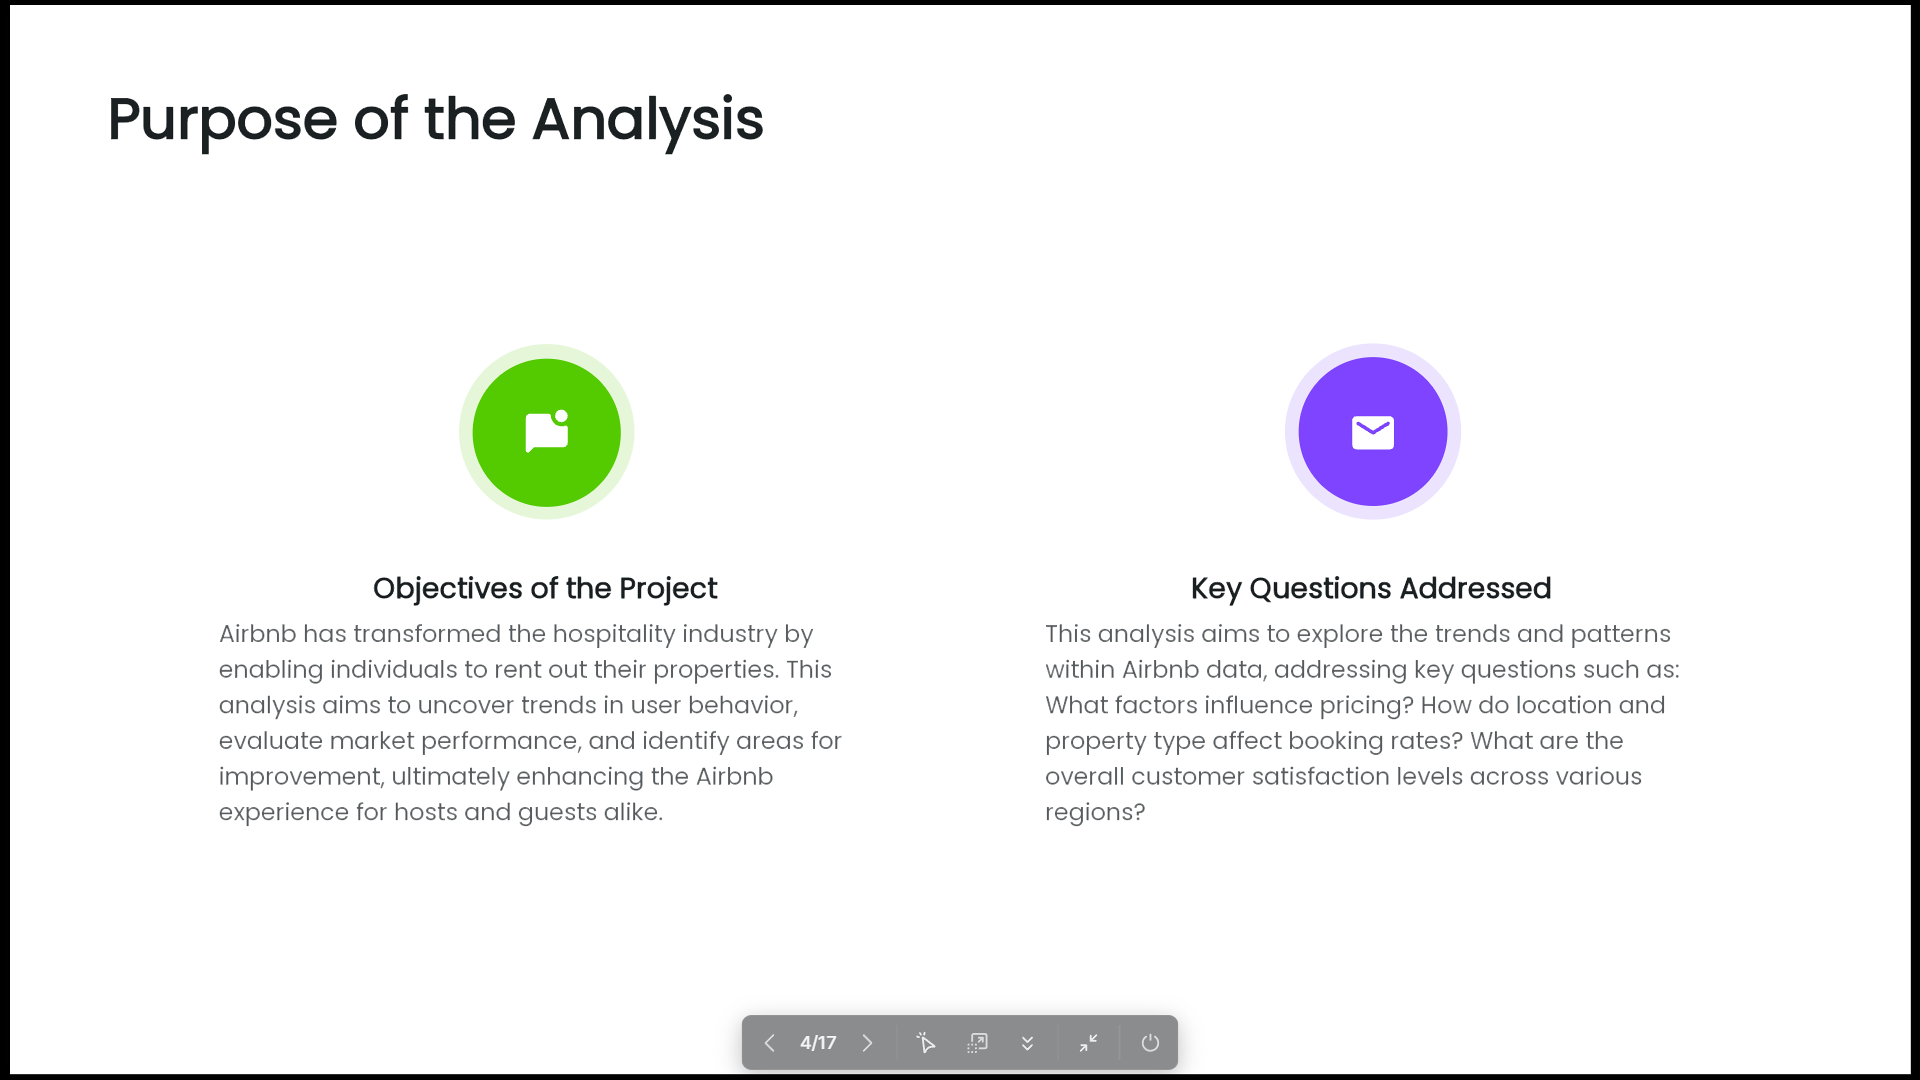 Purpose of the Analysis
Objectives of the Project
Airbnb has transformed the hospitality industry by
enabling individuals to rent out their properties. This
analysis aims to uncover trends in user behavior,
evaluate market performance, and identify areas for
improvement, ultimately enhancing the Airbnb
experience for hosts and guests alike.
Key Questions Addressed
This analysis aims to explore the trends and patterns
within Airbnb data, addressing key questions such as:
What factors influence pricing? How do location and
property type affect booking rates? What are the
overall customer satisfaction levels across various
regions?
4/17